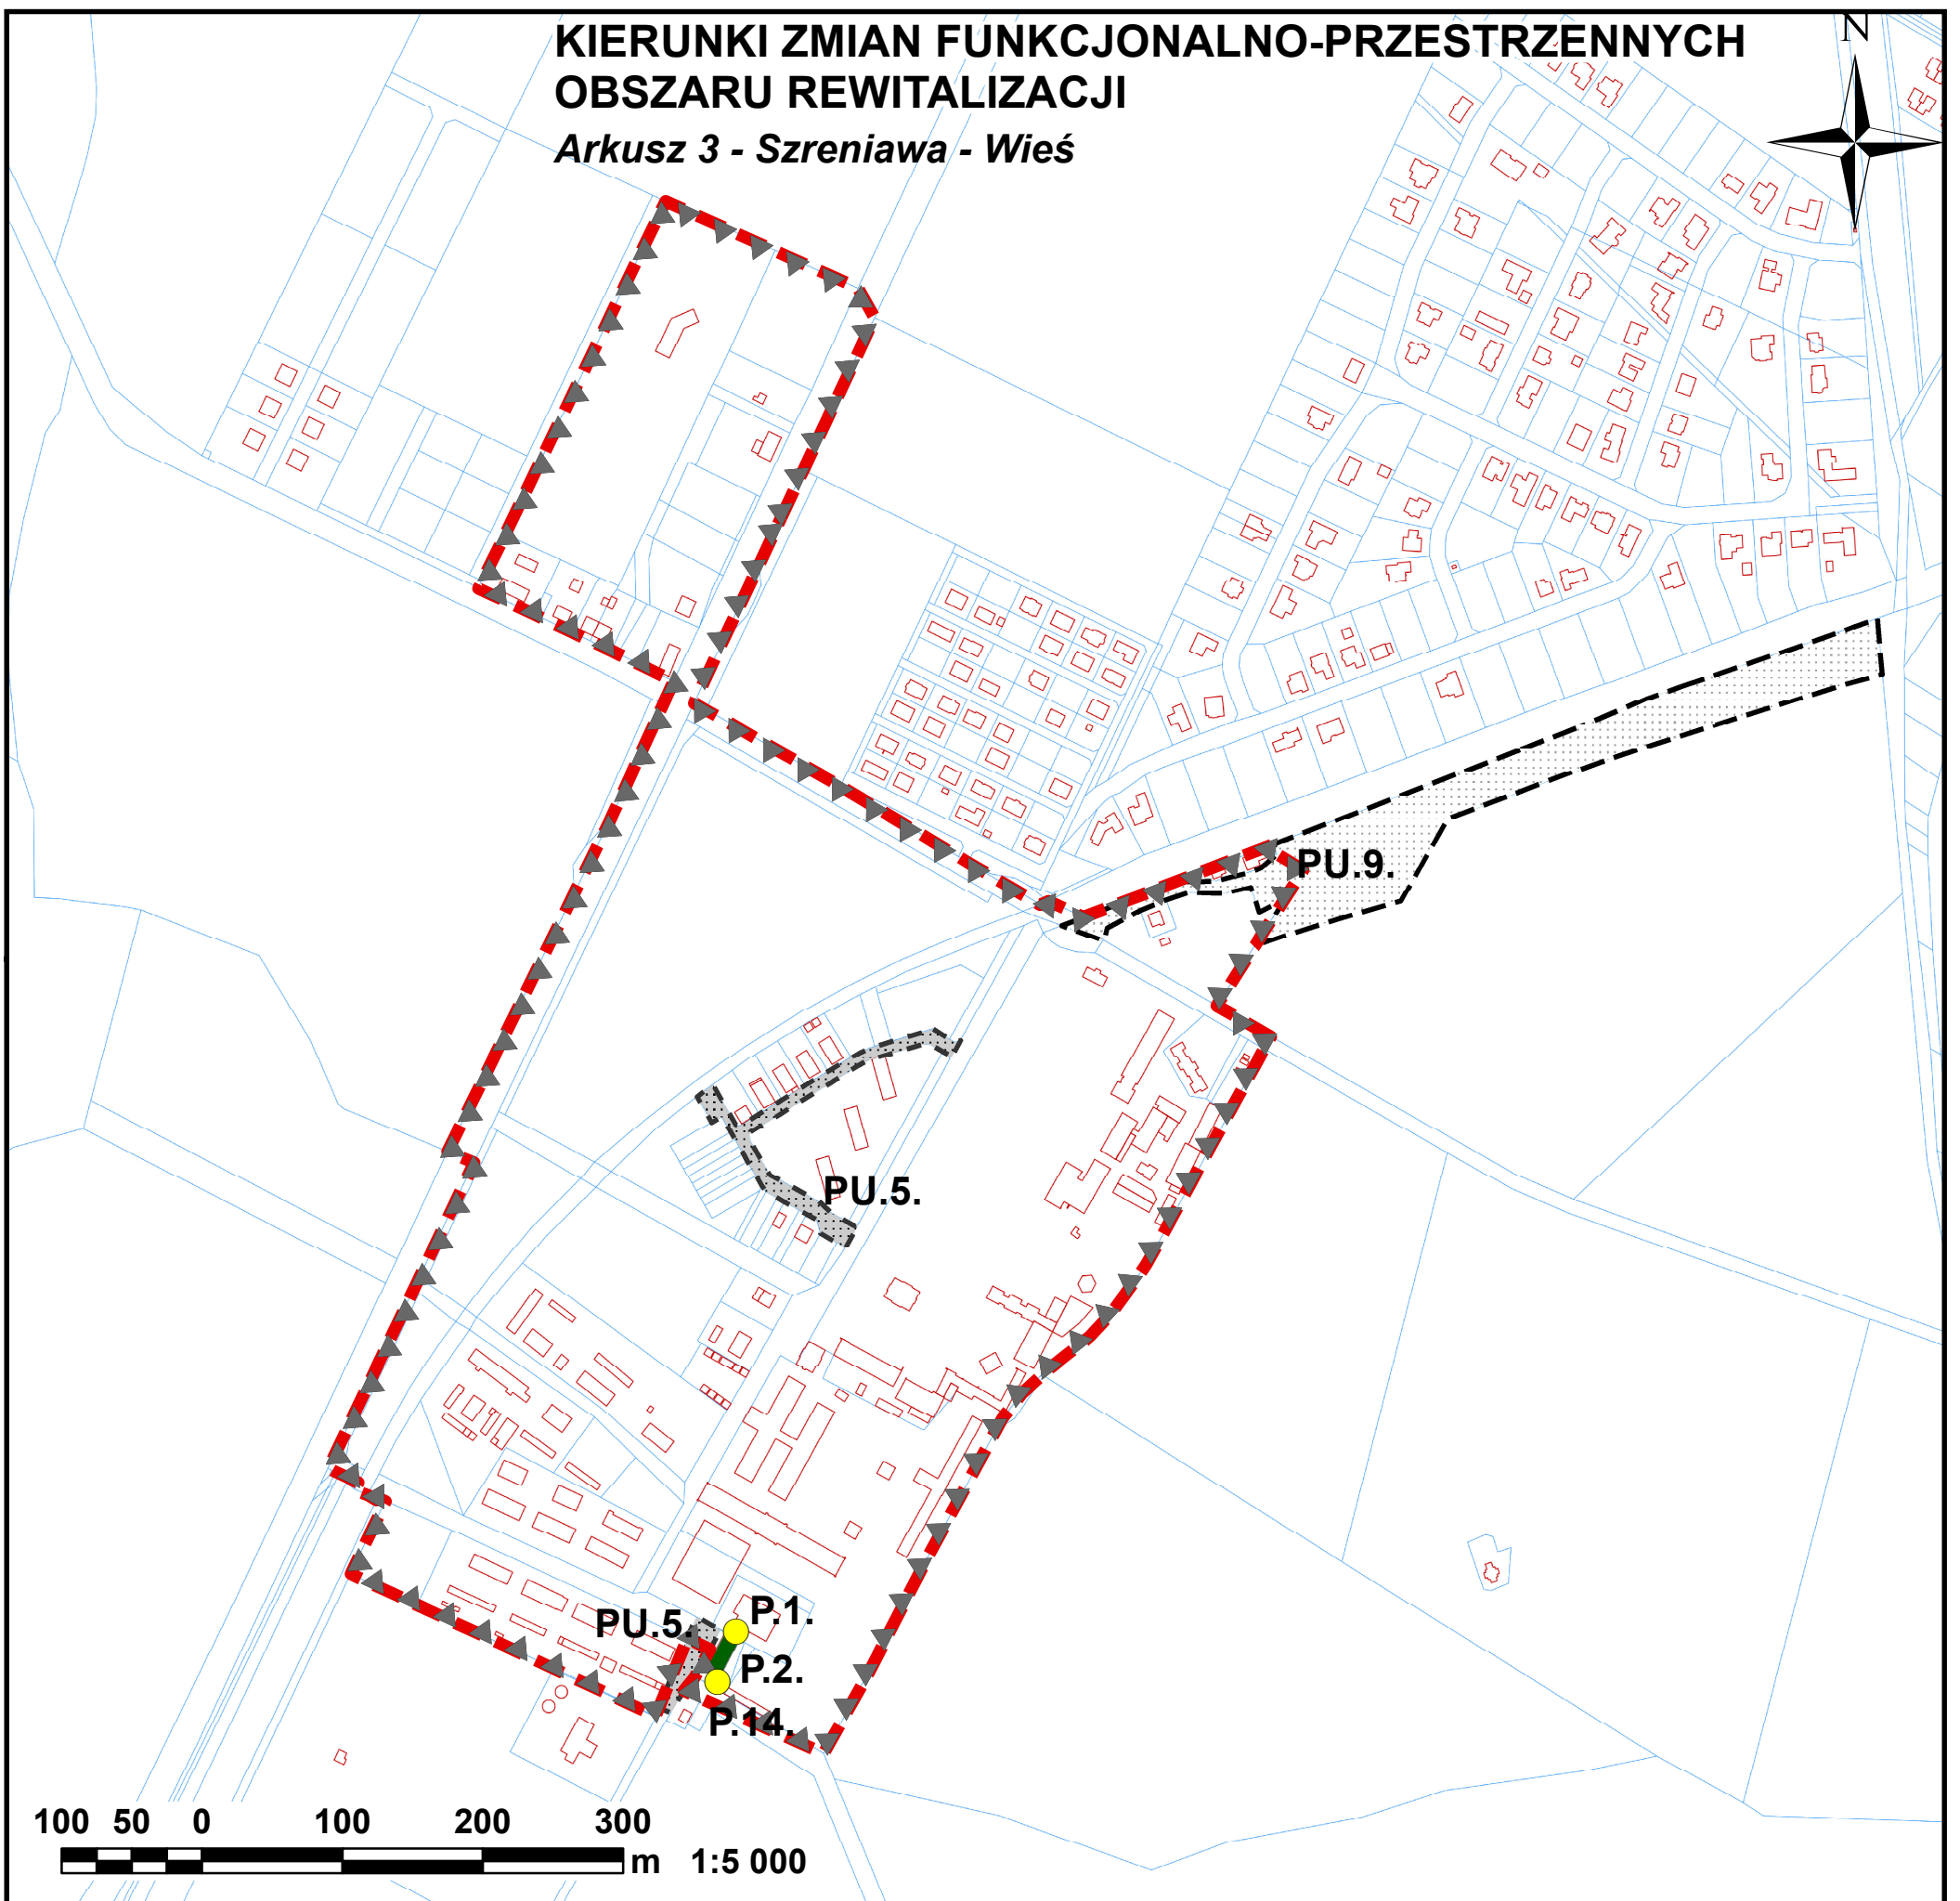 KIERUNKI ZMIAN FUNKCJONALNO-PRZESTRZENNYCH
OBSZARU REWITALIZACJI
Arkusz 3 - Szreniawa - Wieś
N
PU.9.
PU.5.
PU.5.
P.1.
P.2.
P.14.
100 50 0 100 200 300
m 1:5 000